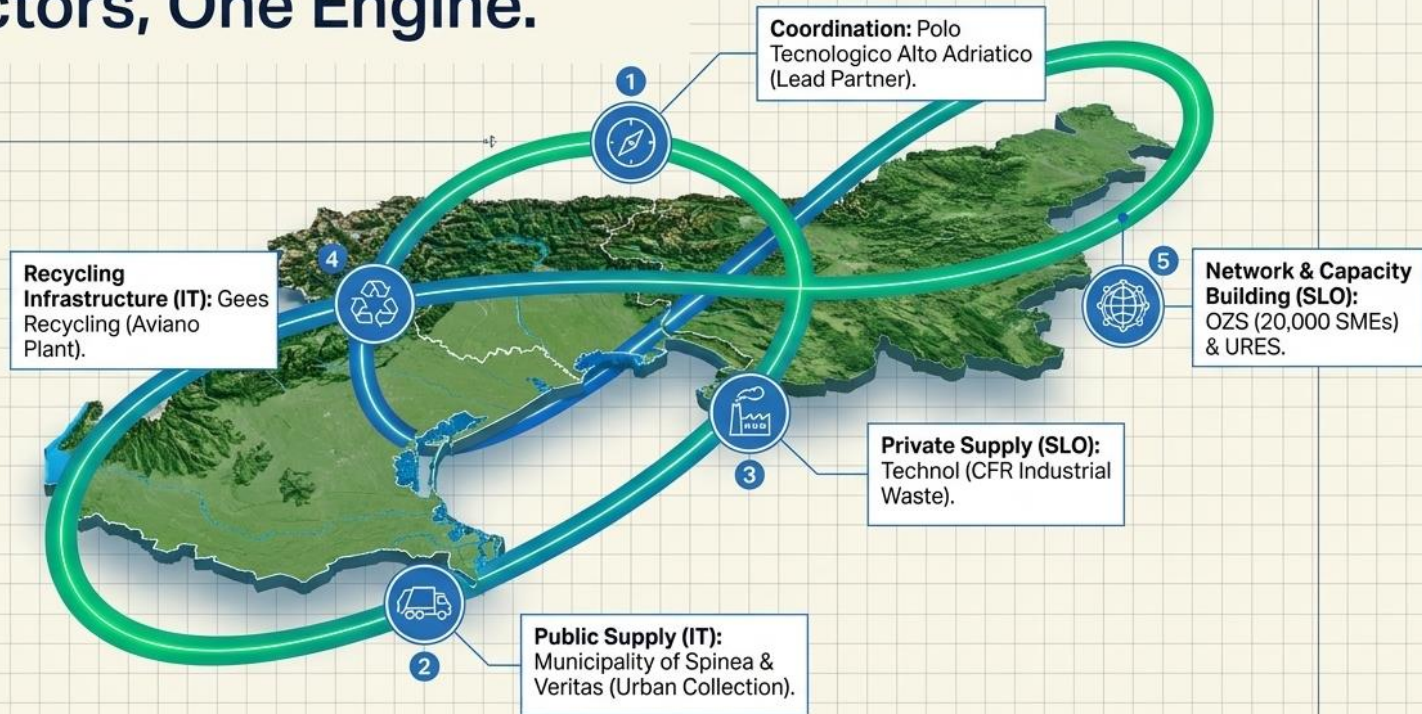 ctors, One Engine.
1
Coordination: Polo
Tecnologico Alto Adriatico
(Lead Partner).
4
Recycling
Infrastructure (IT): Gees
Recycling (Aviano
Plant).
5
Network & Capacity
Building (SLO):
OZS (20,000 SMEs)
& URES.
3
Private Supply (SLO):
Technol (CFR Industrial
Waste).
2
Public Supply (IT):
Municipality of Spinea &
Veritas (Urban Collection).